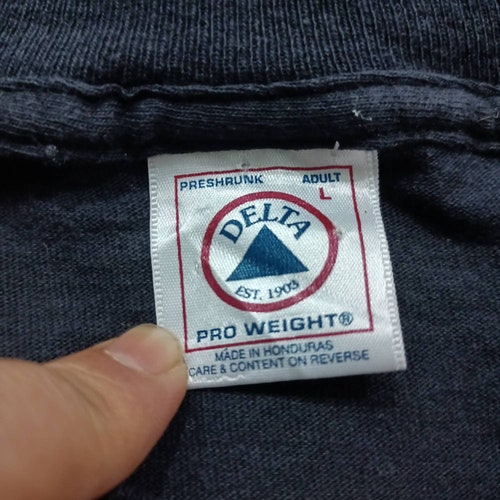 PRESHRUNK ADULT
L
DELTA
EST. 1903
PRO WEIGHT®
MADE IN HONDURAS
CARE & CONTENT ON REVERSE